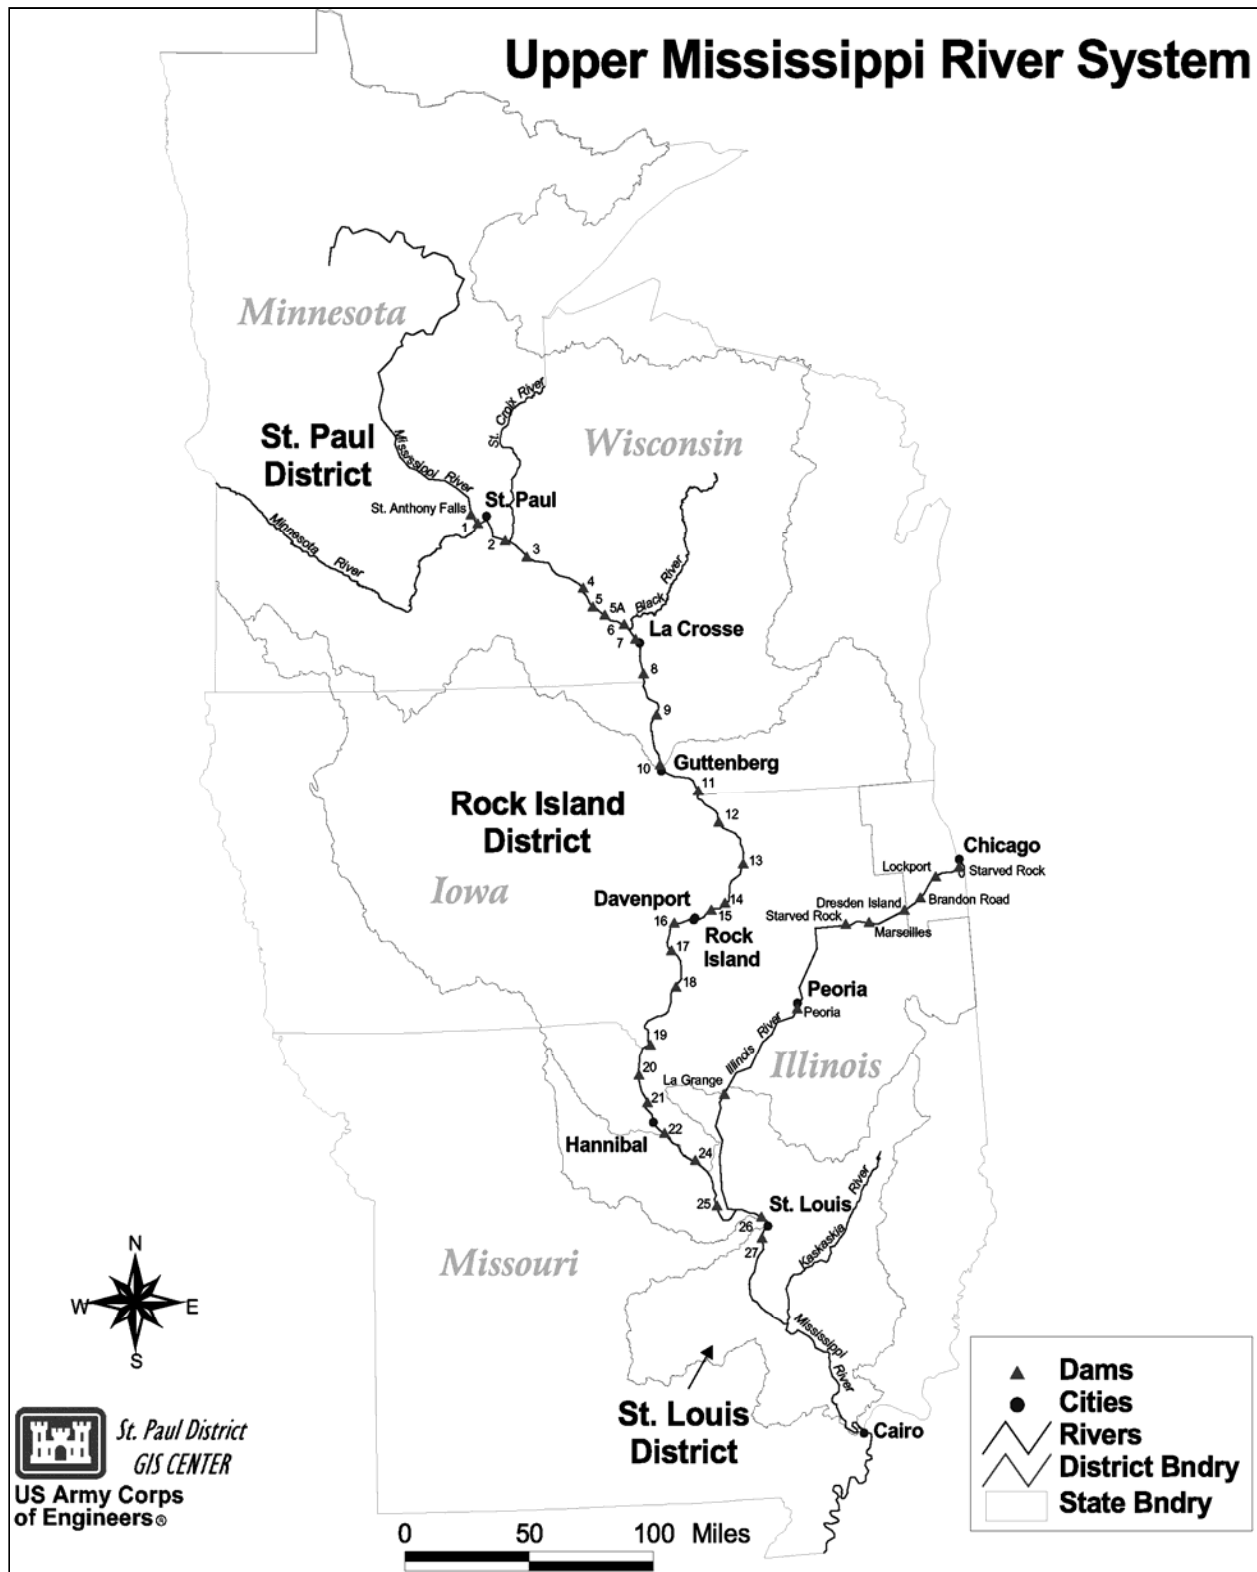 Upper Mississippi River System
Minnesota
St. Croix River
Wisconsin
St. Paul
District
Mississippi River
St. Anthony Falls
St. Paul
1
2
3
Minnesota River
4
5
5A
Black River
6
7
La Crosse
8
9
10
Guttenberg
11
Rock Island
District
12
Iowa
13
Chicago
Lockport
Starved Rock
Davenport
14
15
Dresden Island
Brandon Road
16
Rock
Island
Starved Rock
Marseilles
17
18
Peoria
Peoria
19
Illinois River
Illinois
20
La Grange
21
Hannibal
22
24
25
St. Louis
26
27
Kaskaskia River
Missouri
N
W
E
S
Mississippi River
St. Louis
District
Cairo
Dams
Cities
Rivers
District Bndry
State Bndry
St. Paul District
GIS CENTER
US Army Corps
of Engineers®
0 50 100 Miles